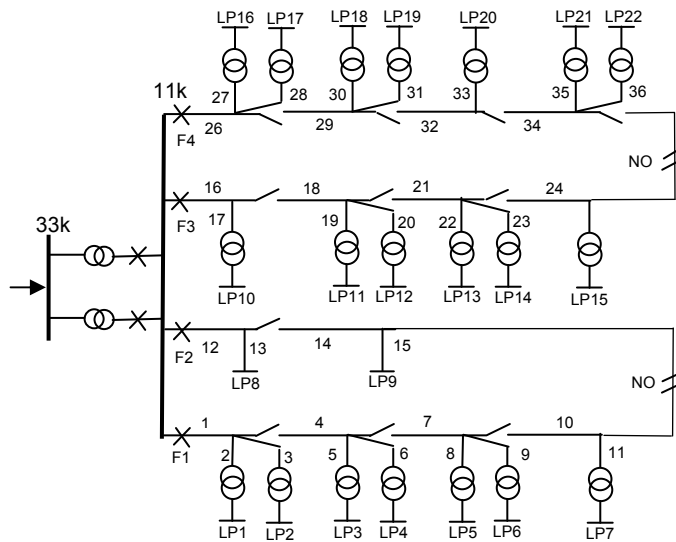 LP16 LP17 LP18 LP19 LP20 LP21 LP22
11k
27 28 30 31 33 35 36
26 29 32 34
F4
NO
16 18 21 24
F3 17 19 20 22 23
33k
LP10 LP11 LP12 LP13 LP14 LP15
F2 12 13 14 15
LP8 LP9
NO
1 4 7 10
F1 2 3 5 6 8 9 11
LP1 LP2 LP3 LP4 LP5 LP6 LP7